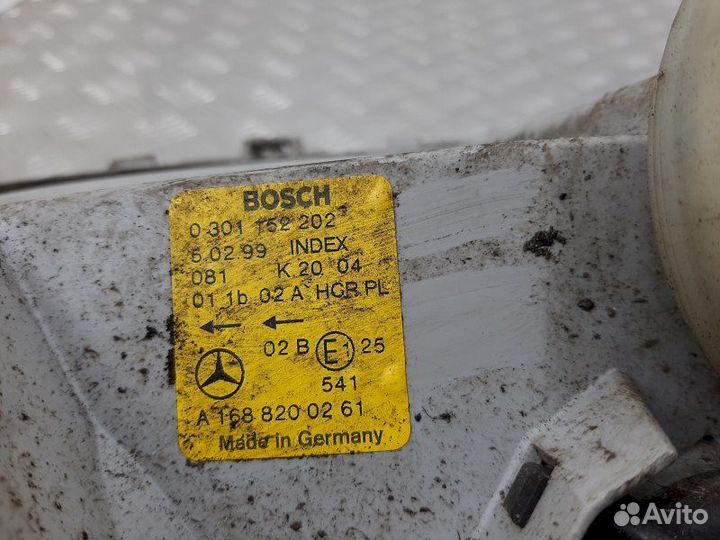 BOSCH
0 301 152 202
5.02.99 INDEX
081 K 20 04
01 1b 02 A HCR PL
02 B E1 25
541
A 168 820 02 61
Made in Germany
Avito